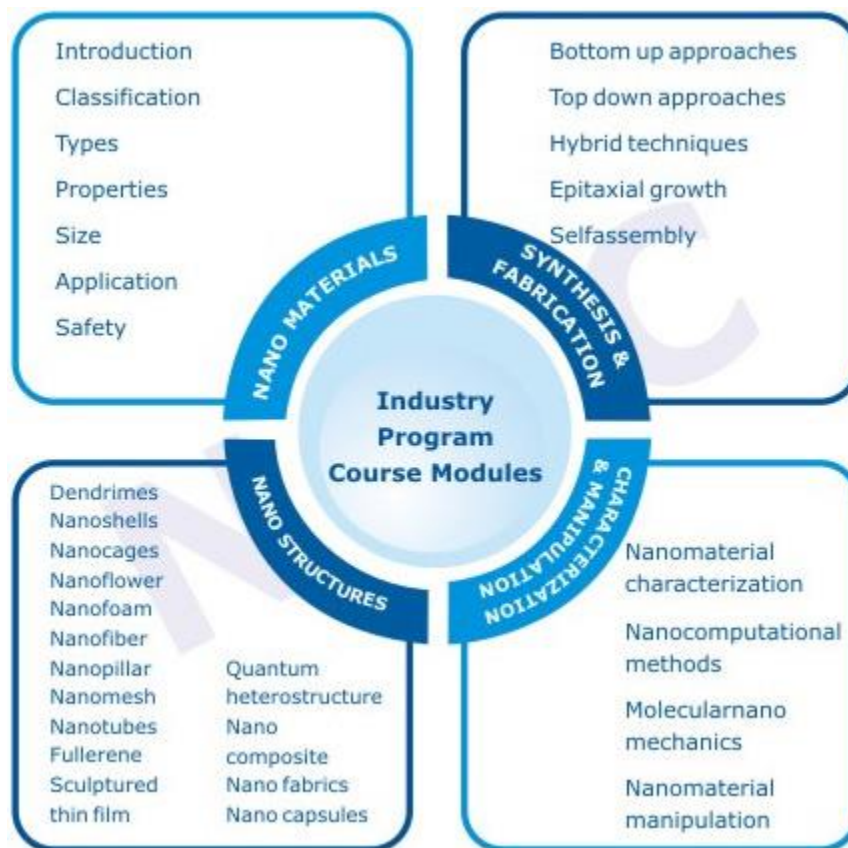 Introduction
Classification
Types
Properties
Size
Application
Safety
NANO MATERIALS
Bottom up approaches
Top down approaches
Hybrid techniques
Epitaxial growth
Selfassembly
SYNTHESIS &
FABRICATION
Industry
Program
Course Modules
Dendrimes
Nanoshells
Nanocages
Nanoflower
Nanofoam
Nanofiber
Nanopillar
Nanomesh
Nanotubes
Fullerene
Sculptured
thin film
Quantum
heterostructure
Nano
composite
Nano fabrics
Nano capsules
NANO STRUCTURES
CHARACTERIZATION
& MANIPULATION
Nanomaterial
characterization
Nanocomputational
methods
Molecularnano
mechanics
Nanomaterial
manipulation